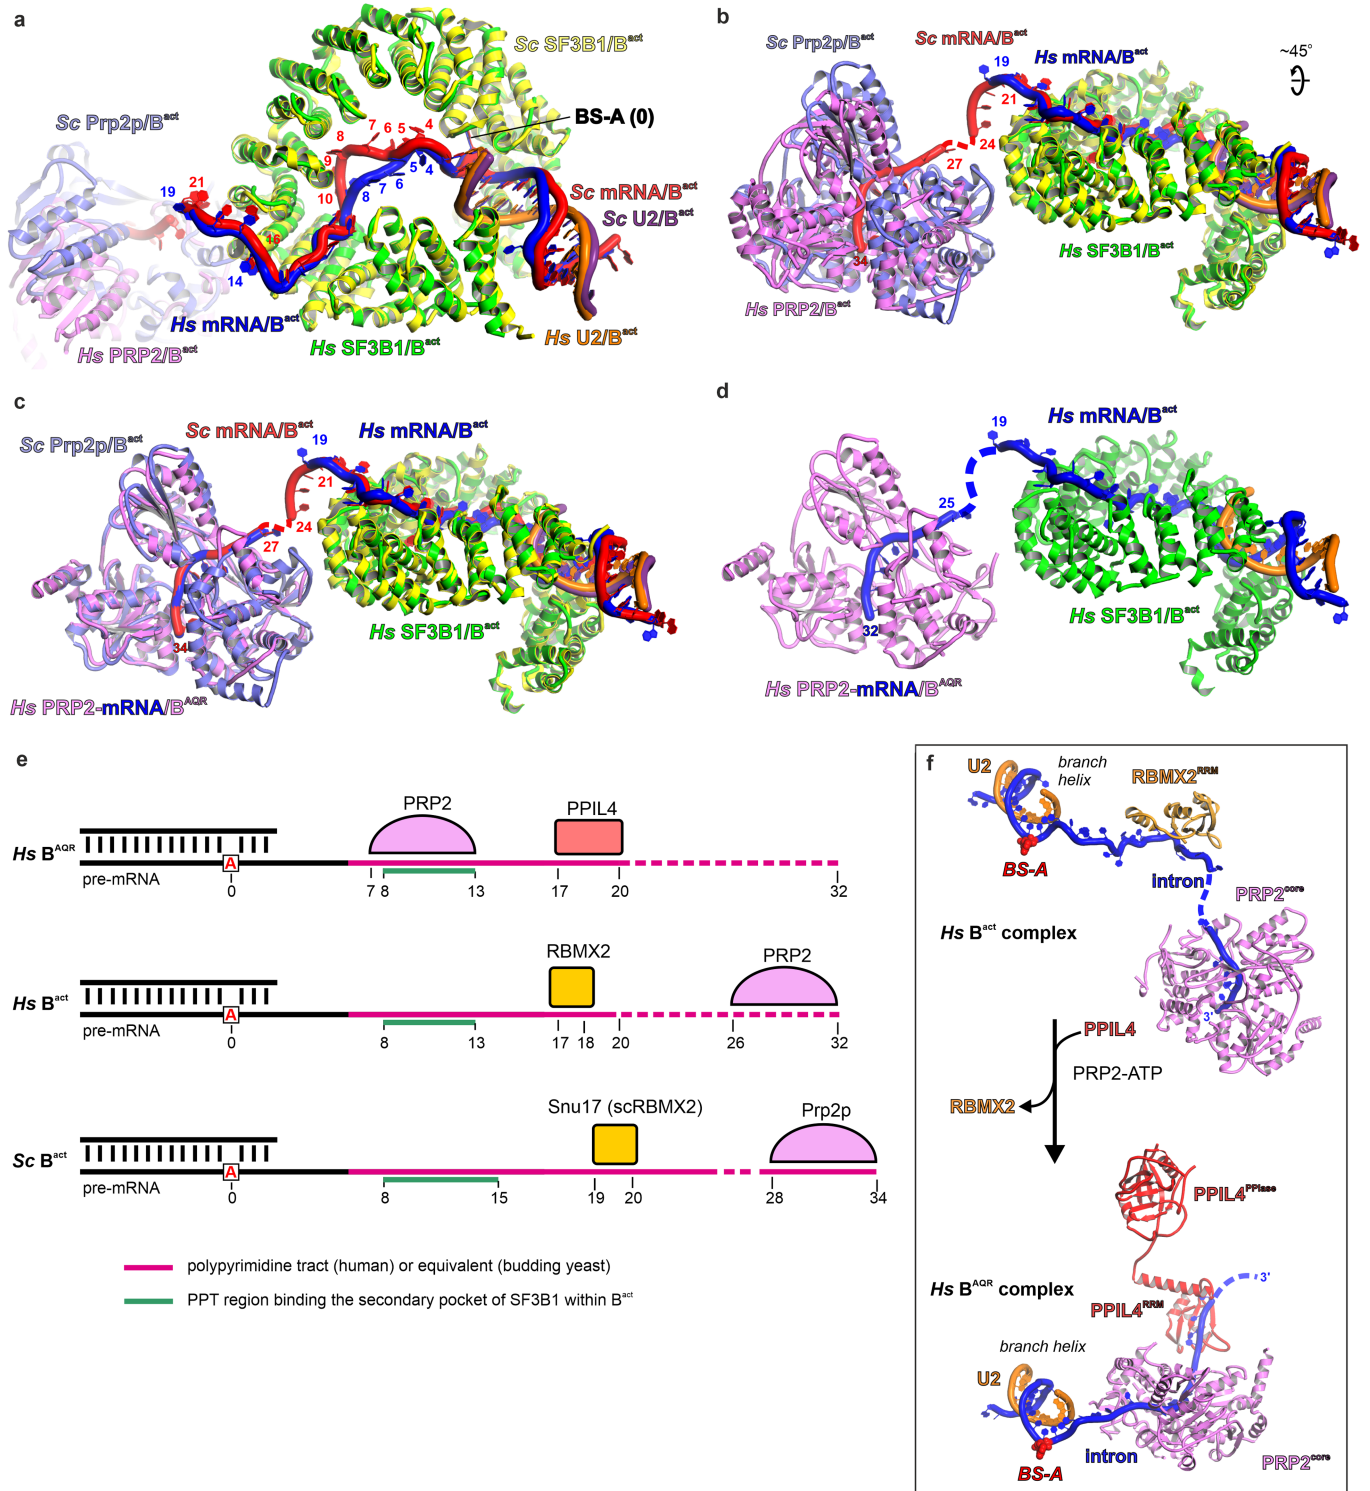 a
Sc SF3B1/Bact
Sc Prp2p/Bact
BS-A (0)
4
5
6
7
8
9
10
5
4
6
7
8
21
19
16
14
Sc mRNA/Bact
Sc U2/Bact
Hs mRNA/Bact
Hs U2/Bact
Hs PRP2/Bact
Hs SF3B1/Bact
b
Sc Prp2p/Bact
Sc mRNA/Bact
Hs mRNA/Bact
~45°
19
21
24
27
34
Hs SF3B1/Bact
Hs PRP2/Bact
c
Sc Prp2p/Bact
Sc mRNA/Bact
Hs mRNA/Bact
19
21
24
27
34
Hs SF3B1/Bact
Hs PRP2-mRNA/BAQR
d
Hs mRNA/Bact
19
25
32
Hs SF3B1/Bact
Hs PRP2-mRNA/BAQR
e
PRP2
PPIL4
Hs BAQR
A
pre-mRNA
0
7 8
13
17
20
32
RBMX2
PRP2
Hs Bact
A
pre-mRNA
0
8
13
17
18
20
26
32
Snu17 (scRBMX2)
Prp2p
Sc Bact
A
pre-mRNA
0
8
15
19
20
28
34
polypyrimidine tract (human) or equivalent (budding yeast)
PPT region binding the secondary pocket of SF3B1 within Bact
f
U2
branch
helix
RBMX2RRM
BS-A
intron
PRP2core
Hs Bact complex
3'
PPIL4
PRP2-ATP
RBMX2
PPIL4PPIase
3'
Hs BAQR complex
PPIL4RRM
branch helix
U2
intron
BS-A
PRP2core